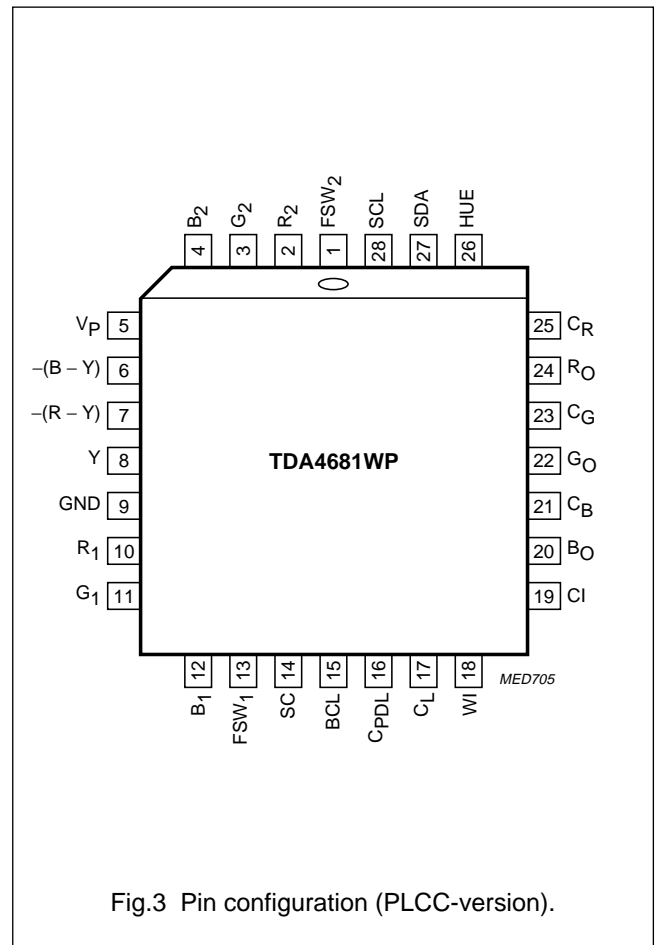 B2 G2 R2 FSW2 SCL SDA HUE
4 3 2 1 28 27 26
VP 5
25 CR
−(B − Y) 6
24 RO
−(R − Y) 7
23 CG
Y 8
TDA4681WP
22 GO
GND 9
21 CB
R1 10
20 BO
G1 11
19 CI
12 13 14 15 16 17 18
B1 FSW1 SC BCL CPDL CL WI
MED705
Fig.3 Pin configuration (PLCC-version).